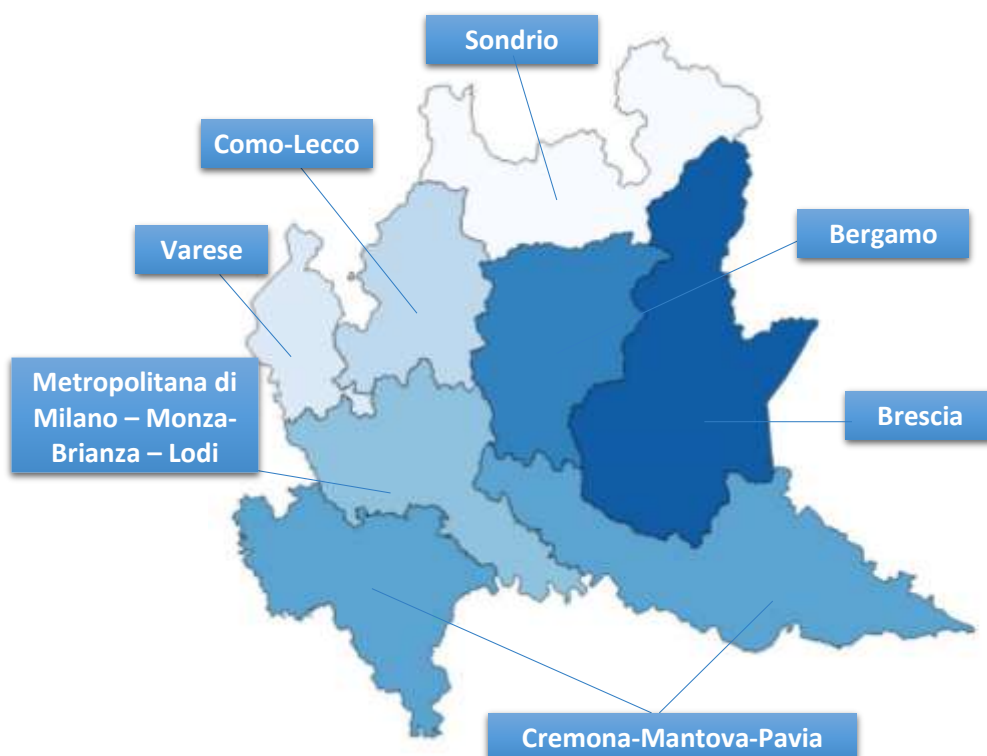 Sondrio
Como-Lecco
Varese
Bergamo
Metropolitana di
Milano – Monza-
Brianza – Lodi
Brescia
Cremona-Mantova-Pavia